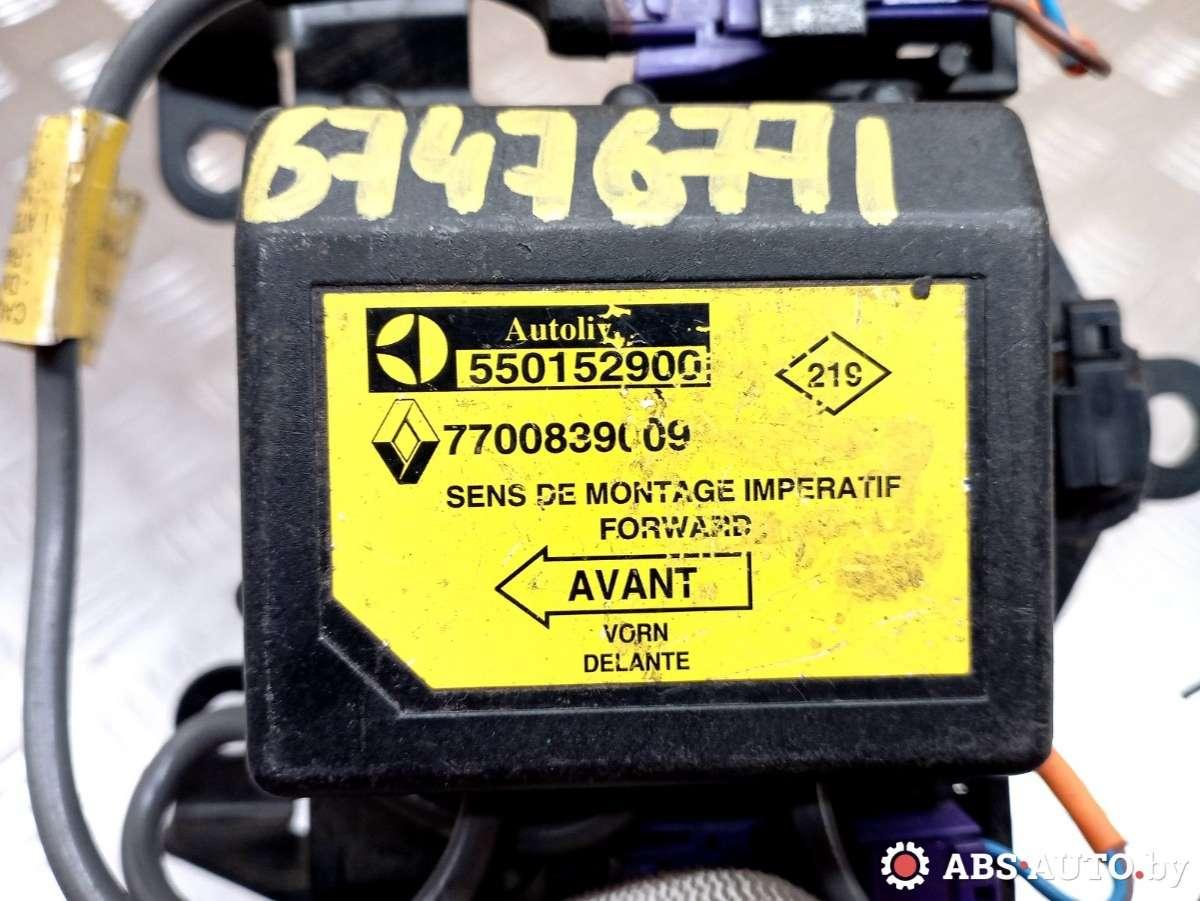 67476771
Autoliv
550152900
219
7700839009
SENS DE MONTAGE IMPERATIF
FORWARD
AVANT
VORN
DELANTE
ABS-AUTO.by